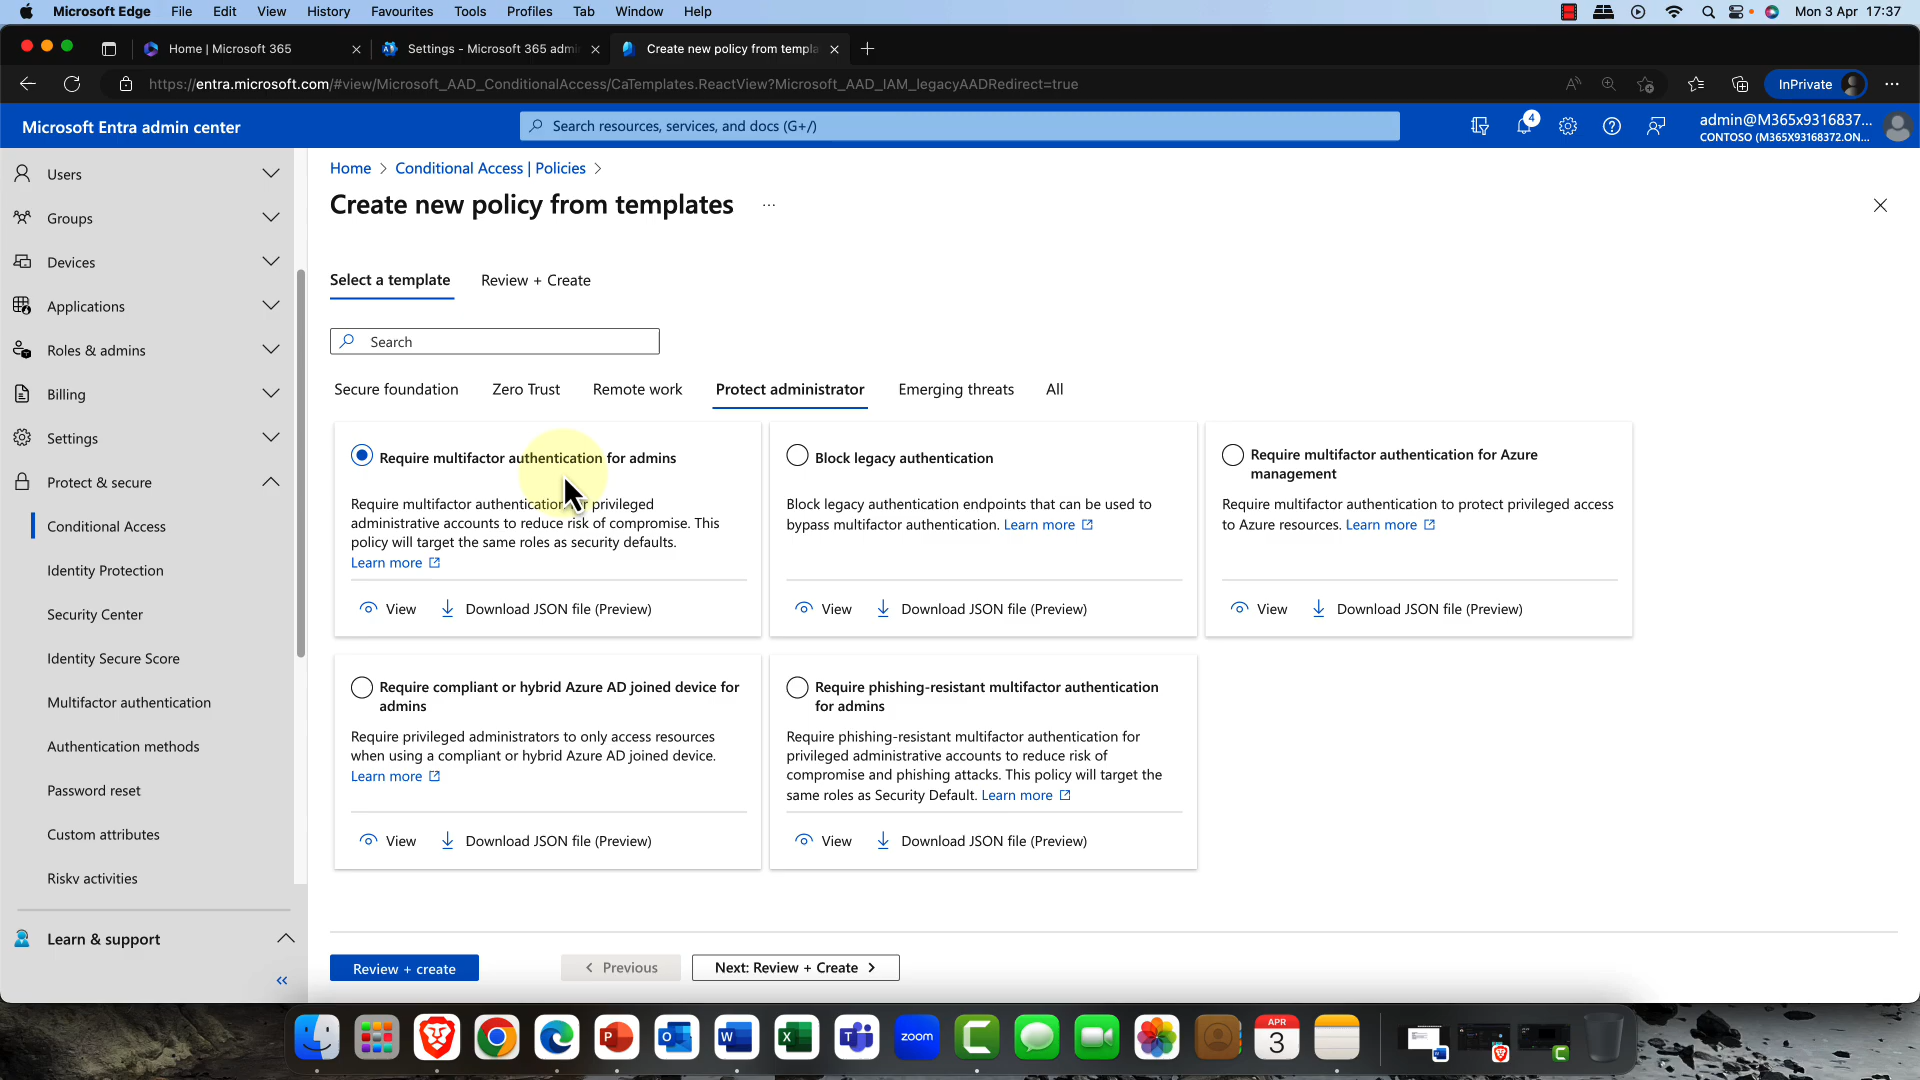 Microsoft Edge File Edit View History Favourites Tools Profiles Tab Window Help Mon 3 Apr 17:37
Home | Microsoft 365
Settings - Microsoft 365 admi
Create new policy from templa
https://entra.microsoft.com/#view/Microsoft_AAD_ConditionalAccess/CaTemplates.ReactView?Microsoft_AAD_IAM_legacyAADRedirect=true
InPrivate
Microsoft Entra admin center
Search resources, services, and docs (G+/)
4
admin@M365x9316837...
CONTOSO (M365X93168372.ON...
Users
Groups
Devices
Applications
Roles & admins
Billing
Settings
Protect & secure
Conditional Access
Identity Protection
Security Center
Identity Secure Score
Multifactor authentication
Authentication methods
Password reset
Custom attributes
Risky activities
Learn & support
Home > Conditional Access | Policies >
Create new policy from templates ...
Select a template
Review + Create
Search
Secure foundation
Zero Trust
Remote work
Protect administrator
Emerging threats
All
Require multifactor authentication for admins
Require multifactor authentication for privileged
administrative accounts to reduce risk of compromise. This
policy will target the same roles as security defaults.
Learn more
View
Download JSON file (Preview)
Block legacy authentication
Block legacy authentication endpoints that can be used to
bypass multifactor authentication. Learn more
View
Download JSON file (Preview)
Require multifactor authentication for Azure
management
Require multifactor authentication to protect privileged access
to Azure resources. Learn more
View
Download JSON file (Preview)
Require compliant or hybrid Azure AD joined device for
admins
Require privileged administrators to only access resources
when using a compliant or hybrid Azure AD joined device.
Learn more
View
Download JSON file (Preview)
Require phishing-resistant multifactor authentication
for admins
Require phishing-resistant multifactor authentication for
privileged administrative accounts to reduce risk of
compromise and phishing attacks. This policy will target the
same roles as Security Default. Learn more
View
Download JSON file (Preview)
Review + create
< Previous
Next: Review + Create >
zoom
APR
3